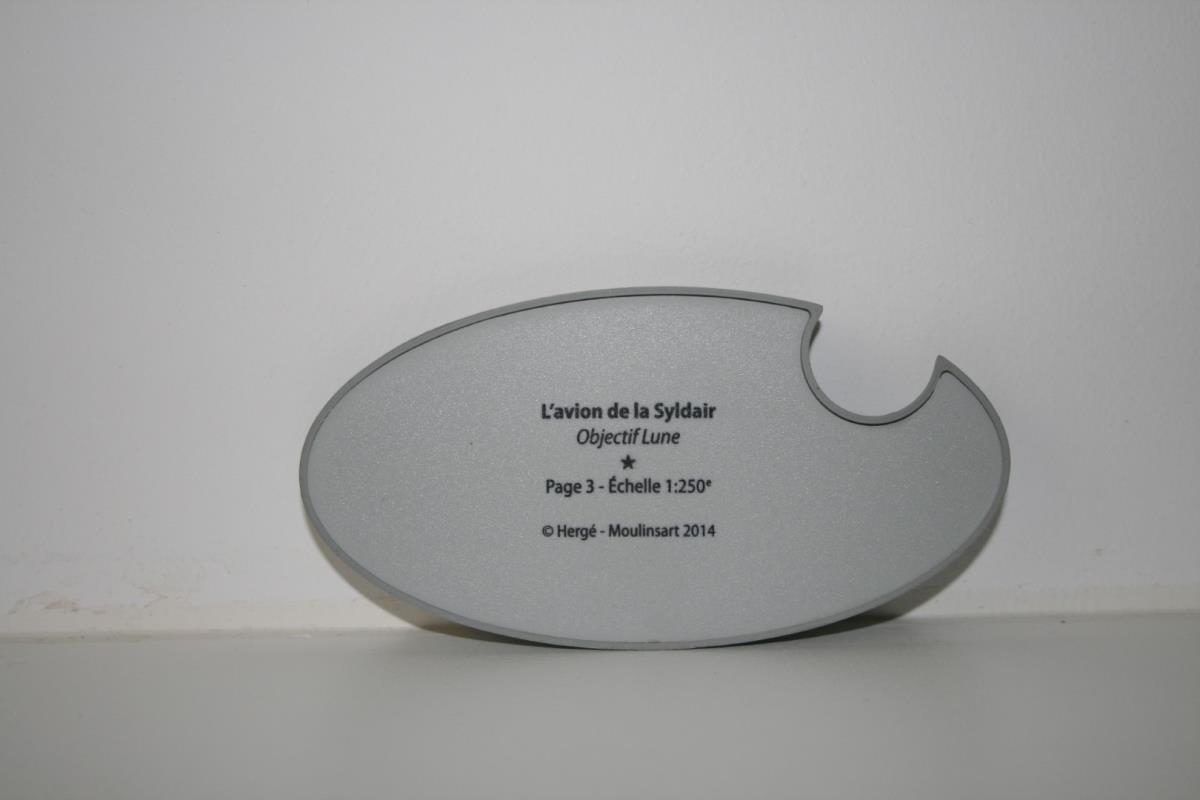 L'avion de la Syldair
Objectif Lune
★
Page 3 - Échelle 1:250ᵉ
© Hergé - Moulinsart 2014